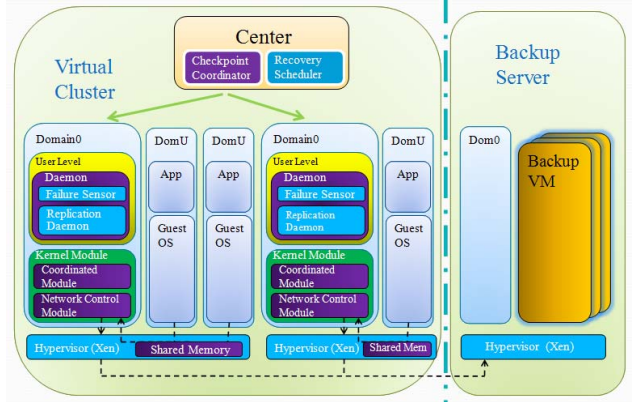 Center
Checkpoint
Coordinator
Recovery
Scheduler
Virtual
Cluster
Backup
Server
Domain0
User Level
Daemon
Failure Sensor
Replication
Daemon
Kernel Module
Coordinated
Module
Network Control
Module
DomU
App
Guest
OS
DomU
App
Guest
OS
Domain0
User Level
Daemon
Failure Sensor
Replication
Daemon
Kernel Module
Coordinated
Module
Network Control
Module
DomU
App
Guest
OS
Dom0
Backup
VM
Hypervisor (Xen)
Shared Memory
Hypervisor (Xen)
Shared Mem
Hypervisor (Xen)